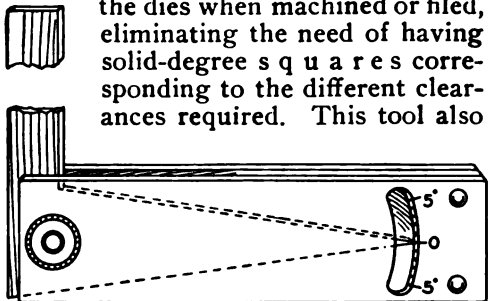 the dies when machined or filed,
eliminating the need of having
solid-degree squares corre-
sponding to the different clear-
ances required. This tool also
5°
0
5°